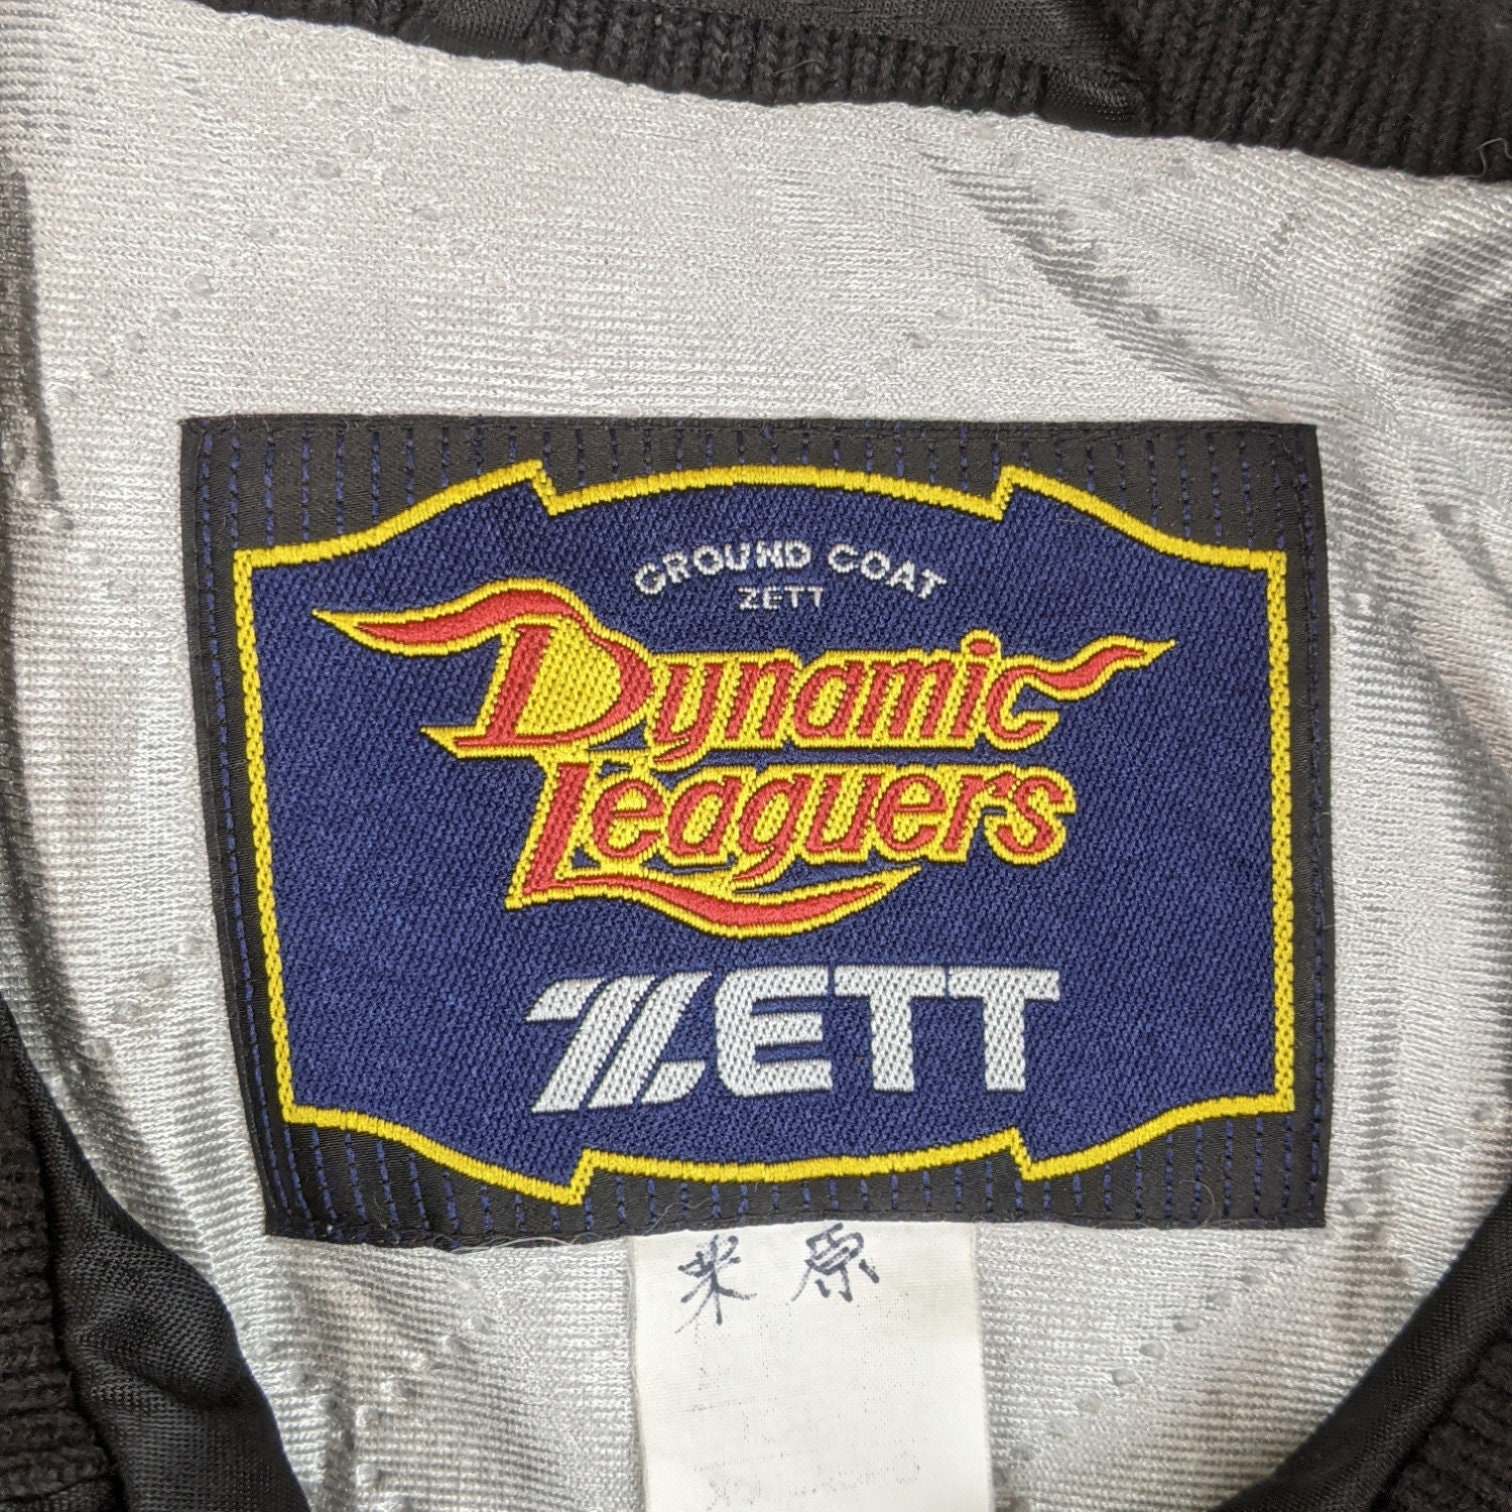 GROUND COAT
ZETT
Dynamic
Leaguers
ZETT
米原